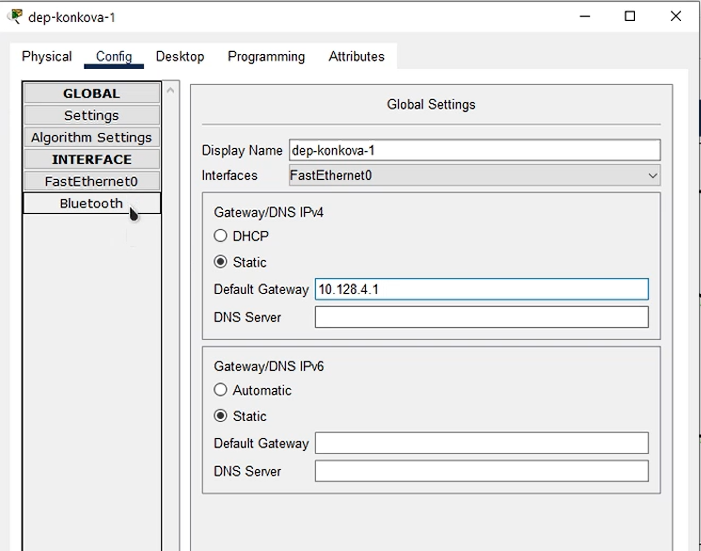 dep-konkova-1
Physical Config Desktop Programming Attributes
GLOBAL
Settings
Algorithm Settings
INTERFACE
FastEthernet0
Bluetooth
Global Settings
Display Name dep-konkova-1
Interfaces FastEthernet0
Gateway/DNS IPv4
DHCP
Static
Default Gateway 10.128.4.1
DNS Server
Gateway/DNS IPv6
Automatic
Static
Default Gateway
DNS Server